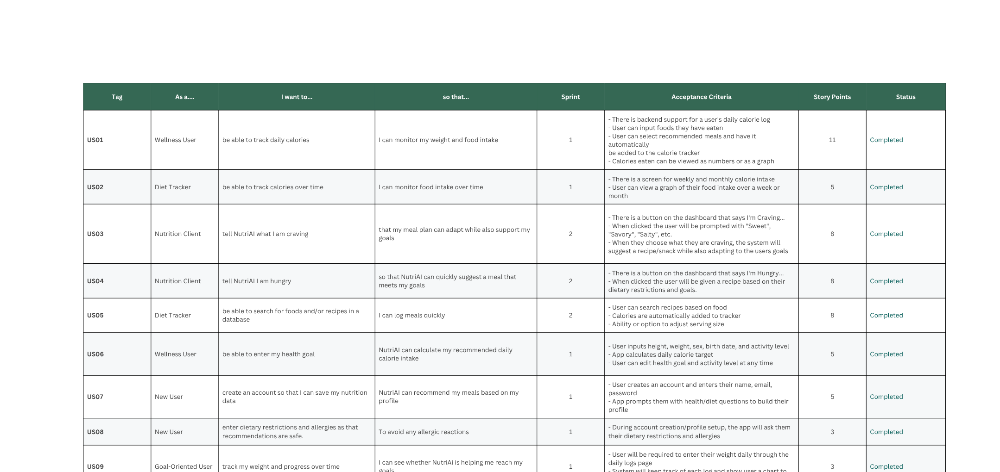 Tag As a.... I want to... so that... Sprint Acceptance Criteria Story Points Status
US01 Wellness User be able to track daily calories I can monitor my weight and food intake 1
- There is backend support for a user's daily calorie log
- User can input foods they have eaten
- User can select recommended meals and have it
automatically
be added to the calorie tracker
- Calories eaten can be viewed as numbers or as a graph
11 Completed
US02 Diet Tracker be able to track calories over time I can monitor food intake over time 1
- There is a screen for weekly and monthly calorie intake
- User can view a graph of their food intake over a week or
month
5 Completed
US03 Nutrition Client tell NutriAI what I am craving
that my meal plan can adapt while also support my
goals
2
- There is a button on the dashboard that says I'm Craving...
- When clicked the user will be prompted with "Sweet",
"Savory", "Salty", etc.
- When they choose what they are craving, the system will
suggest a recipe/snack while also adapting to the users goals
8 Completed
US04 Nutrition Client tell NutriAI I am hungry
so that NutriAI can quickly suggest a meal that
meets my goals
2
- There is a button on the dashboard that says I'm Hungry...
- When clicked the user will be given a recipe based on their
dietary restrictions and goals.
8 Completed
US05 Diet Tracker
be able to search for foods and/or recipes in a
database
I can log meals quickly 2
- User can search recipes based on food
- Calories are automatically added to tracker
- Ability or option to adjust serving size
8 Completed
US06 Wellness User be able to enter my health goal
NutriAI can calculate my recommended daily
calorie intake
1
- User inputs height, weight, sex, birth date, and activity level
- App calculates daily calorie target
- User can edit health goal and activity level at any time
5 Completed
US07 New User
create an account so that I can save my nutrition
data
NutriAI can recommend my meals based on my
profile
1
- User creates an account and enters their name, email,
password
- App prompts them with health/diet questions to build their
profile
5 Completed
US08 New User
enter dietary restrictions and allergies as that
recommendations are safe.
To avoid any allergic reactions 1
- During account creation/profile setup, the app will ask them
their dietary restrictions and allergies
3 Completed
US09 Goal-Oriented User track my weight and progress over time
I can see whether NutriAi is helping me reach my
goals
1
- User will be required to enter their weight daily through the
daily logs page
- System will keep track of each log and show user a chart to
3 Completed